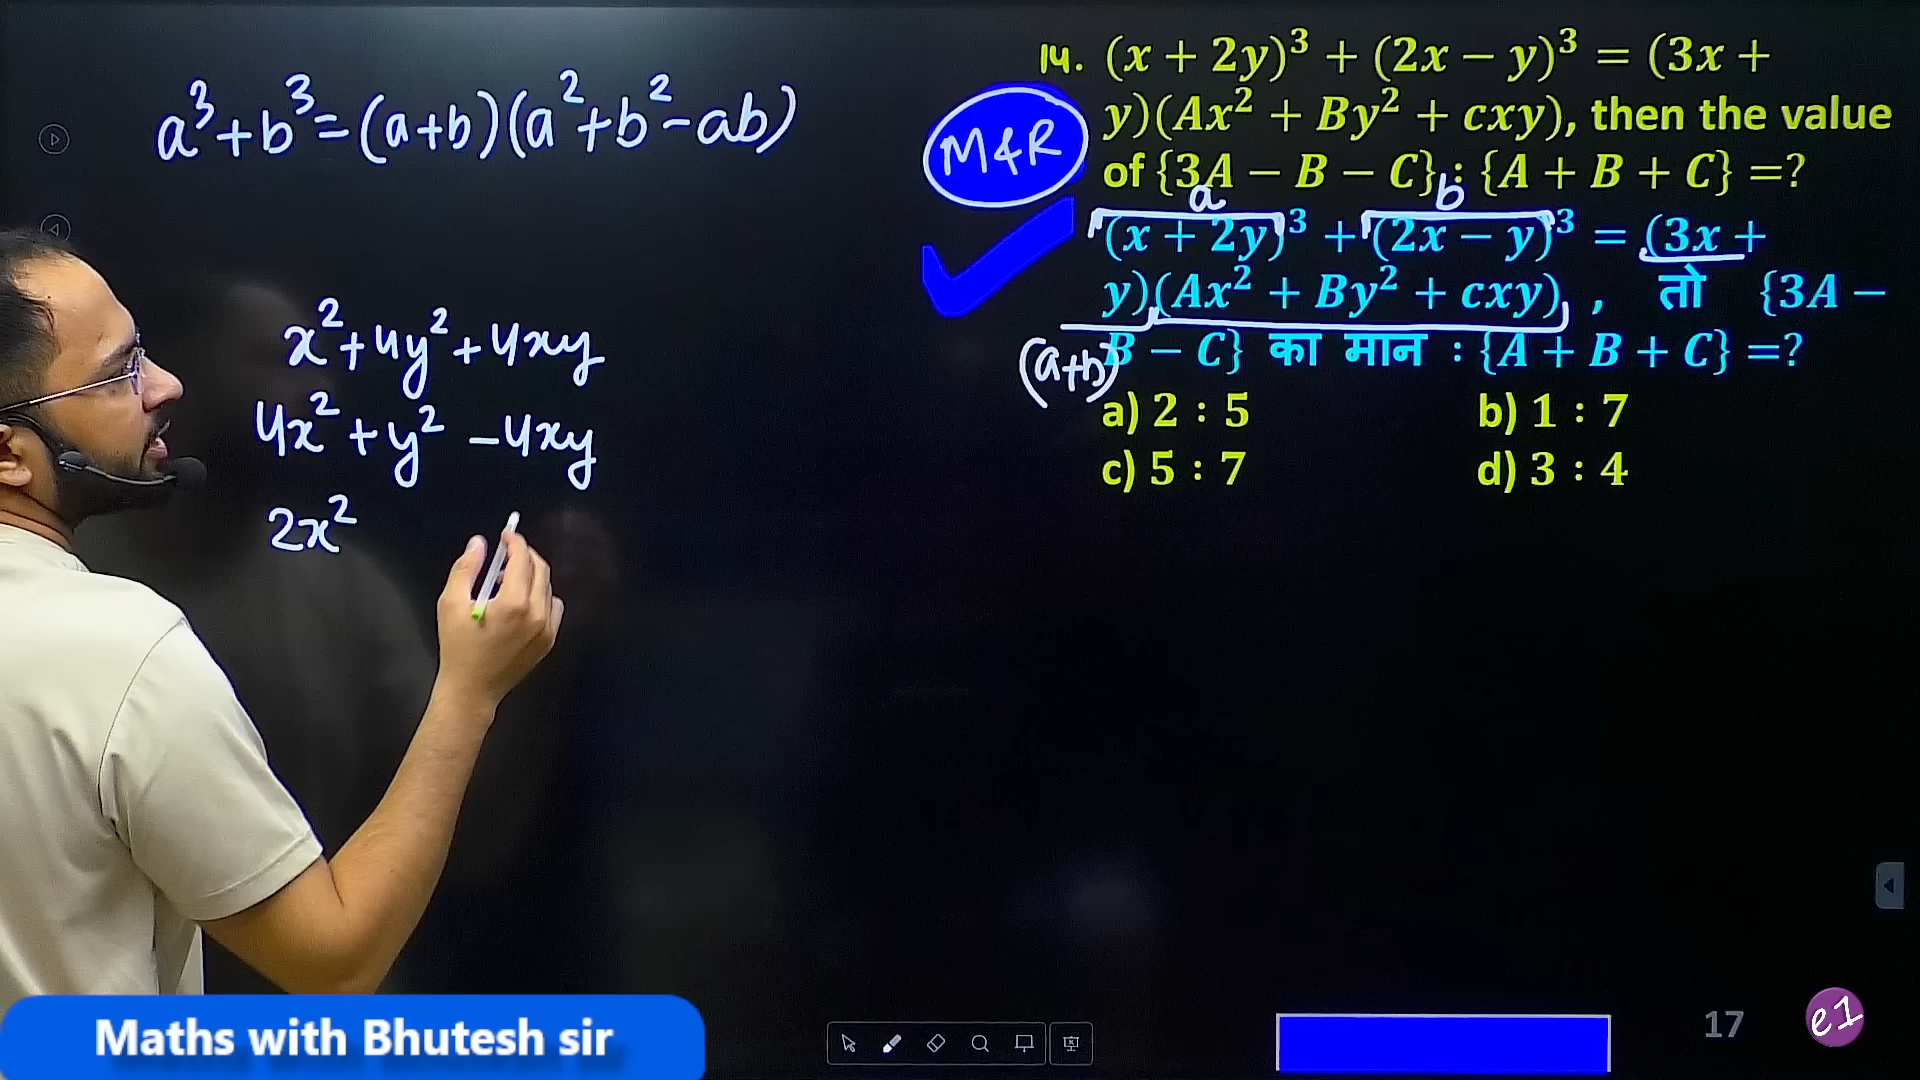 a³+b³=(a+b)(a²+b²-ab)
x²+4y²+4xy
4x²+y² -4xy
2x²
14. (x + 2y)³ + (2x − y)³ = (3x +
y)(Ax² + By² + cxy), then the value
of {3A − B − C} : {A + B + C} =?
M&R
a b
(x + 2y)³ + (2x − y)³ = (3x +
y)(Ax² + By² + cxy), तो {3A −
B − C} का मान : {A + B + C} =?
(a+b)
a) 2 : 5 b) 1 : 7
c) 5 : 7 d) 3 : 4
Maths with Bhutesh sir
17
e1